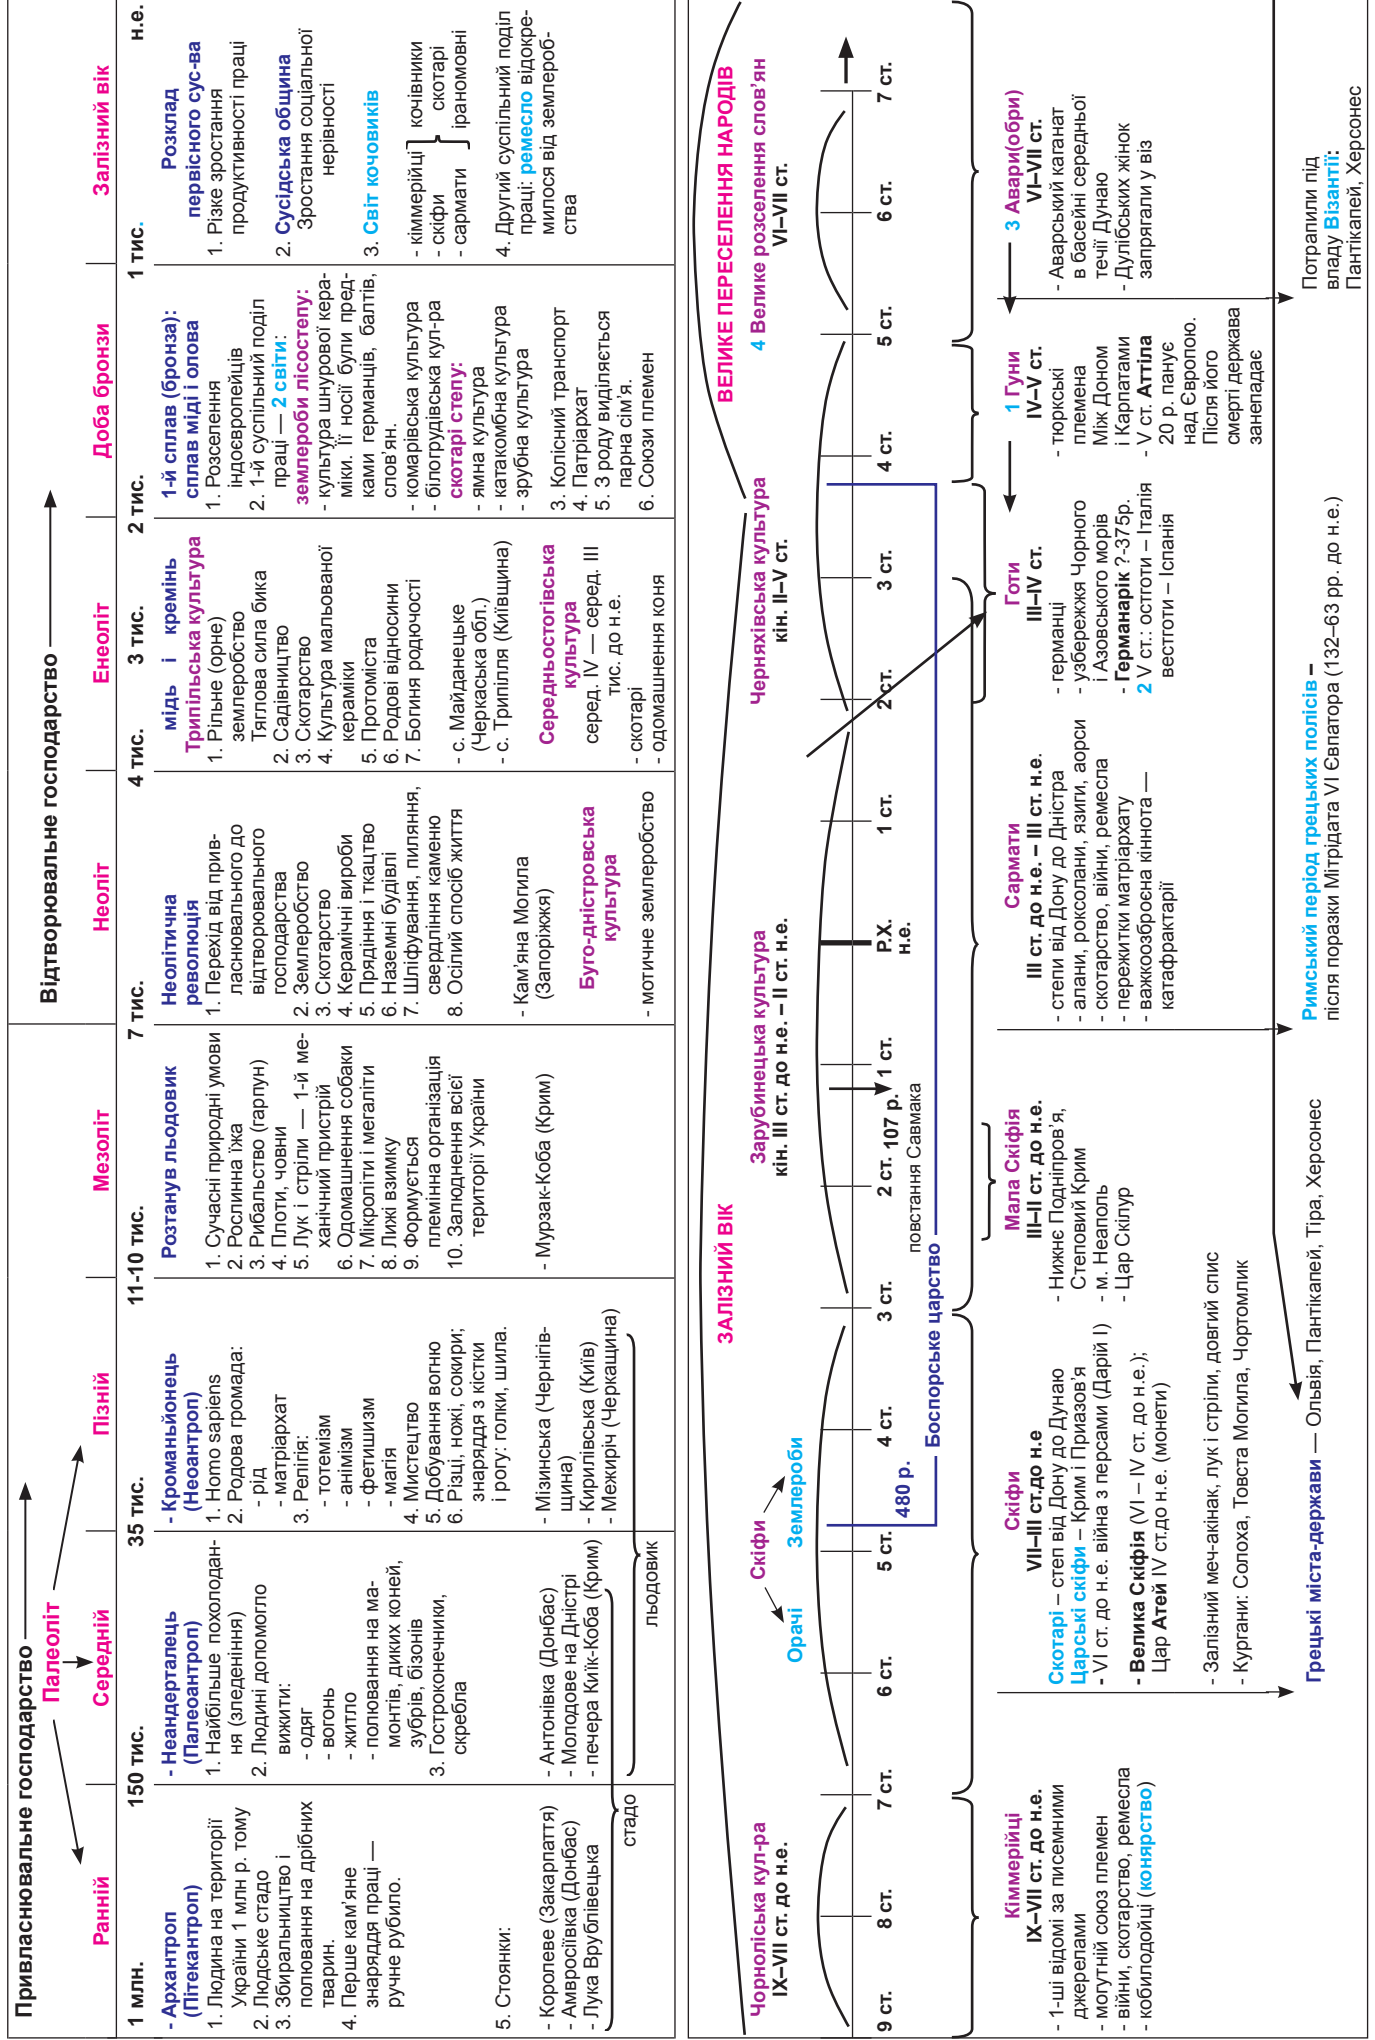 Привласнювальне господарство
Відтворювальне господарство
Палеоліт
Ранній
Середній
Пізній
Мезоліт
Неоліт
Енеоліт
Доба бронзи
Залізний вік
1 млн.
150 тис.
35 тис.
11-10 тис.
7 тис.
4 тис.
3 тис.
2 тис.
1 тис.
н.е.
- Архантроп
(Пітекантроп)
1. Людина на території
України 1 млн р. тому
2. Людське стадо
3. Збиральництво і
полювання на дрібних
тварин.
4. Перше кам’яне
знаряддя праці —
ручне рубило.
5. Стоянки:
- Королеве (Закарпаття)
- Амвросіївка (Донбас)
- Лука Врублівецька
стадо
- Неандерталець
(Палеоантроп)
1. Найбільше похолодан-
ня (зледеніння)
2. Людині допомогло
вижити:
- одяг
- вогонь
- житло
- полювання на ма-
монтів, диких коней,
зубрів, бізонів
3. Гостроконечники,
скребла
- Антонівка (Донбас)
- Молодове на Дністрі
- печера Киїк-Коба (Крим)
льодовик
- Кроманьйонець
(Неоантроп)
1. Homo sapiens
2. Родова громада:
- рід
- матріархат
3. Релігія:
- тотемізм
- анімізм
- фетишизм
- магія
4. Мистецтво
5. Добування вогню
6. Різці, ножі, сокири;
знаряддя з кістки
і рогу: голки, шила.
- Мізинська (Чернігів-
щина)
- Кирилівська (Київ)
- Межиріч (Черкащина)
Розтанув льодовик
1. Сучасні природні умови
2. Рослинна їжа
3. Рибальство (гарпун)
4. Плоти, човни
5. Лук і стріли — 1-й ме-
ханічний пристрій
6. Одомашнення собаки
7. Мікроліти і мегаліти
8. Лижі взимку
9. Формується
племінна організація
10. Залюднення всієї
території України
- Мурзак-Коба (Крим)
Неолітична
революція
1. Перехід від прив-
ласнювального до
відтворювального
господарства
2. Землеробство
3. Скотарство
4. Керамічні вироби
5. Прядіння і ткацтво
6. Наземні будівлі
7. Шліфування, пиляння,
свердління каменю
8. Осілий спосіб життя
- Кам’яна Могила
(Запоріжжя)
Буго-дністровська
культура
- мотичне землеробство
мідь і кремінь
Трипільська культура
1. Рільне (орне)
землеробство
Тяглова сила бика
2. Садівництво
3. Скотарство
4. Культура мальованої
кераміки
5. Протоміста
6. Родові відносини
7. Богиня родючості
- с. Майданецьке
(Черкаська обл.)
- с. Трипілля (Київщина)
Середньостогівська
культура
серед. IV — серед. III
тис. до н.е.
- скотарі
- одомашнення коня
1-й сплав (бронза):
сплав міді і олова
1. Розселення
індоєвропейців
2. 1-й суспільний поділ
праці — 2 світи:
землероби лісостепу:
- культура шнурової кера-
міки. Її носії були пред-
ками германців, балтів,
слов’ян.
- комарівська культура
- білогрудівська кул-ра
скотарі степу:
- ямна культура
- катакомбна культура
- зрубна культура
3. Колісний транспорт
4. Патріархат
5. З роду виділяється
парна сім’я.
6. Союзи племен
Розклад
первісного сус-ва
1. Різке зростання
продуктивності праці
2. Сусідська община
Зростання соціальної
нерівності
3. Світ кочовиків
- кіммерійці
- скіфи
- сармати
кочівники
скотарі
іраномовні
4. Другий суспільний поділ
праці: ремесло відокре-
милося від землероб-
ства
ЗАЛІЗНИЙ ВІК
ВЕЛИКЕ ПЕРЕСЕЛЕННЯ НАРОДІВ
Чорноліська кул-ра
IX–VII ст. до н.е.
Скіфи
Орачі
Землероби
Зарубинецька культура
кін. III ст. до н.е. – II ст. н.е.
Черняхівська культура
кін. II–V ст.
4 Велике розселення слов’ян
VI–VII ст.
9 ст.
8 ст.
7 ст.
6 ст.
5 ст.
4 ст.
3 ст.
2 ст.
1 ст.
Р.Х.
н.е.
1 ст.
2 ст.
3 ст.
4 ст.
5 ст.
6 ст.
7 ст.
480 р.
Боспорське царство
107 р.
повстання Савмака
Кіммерійці
IX–VII ст. до н.е.
- 1-ші відомі за писемними
джерелами
- могутній союз племен
- війни, скотарство, ремесла
- кобилодойці (конярство)
Скіфи
VII–III ст.до н.е
Скотарі – степ від Дону до Дунаю
Царські скіфи – Крим і Приазов’я
- VI ст. до н.е. війна з персами (Дарій I)
- Велика Скіфія (VI – IV ст. до н.е.);
Цар Атей IV ст.до н.е. (монети)
- Залізний меч-акінак, лук і стріли, довгий спис
- Кургани: Солоха, Товста Могила, Чортомлик
Мала Скіфія
III–II ст. до н.е.
- Нижнє Подніпров’я,
Степовий Крим
- м. Неаполь
- Цар Скілур
Сармати
III ст. до н.е. – III ст. н.е.
- степи від Дону до Дністра
- алани, роксолани, язиги, аорси
- скотарство, війни, ремесла
- пережитки матріархату
- важкоозброєна кіннота —
катафрактарії
Готи
III–IV ст.
- германці
- узбережжя Чорного
і Азовського морів
- Германарік ?-375р.
2 V ст.: остготи – Італія
вестготи – Іспанія
1 Гуни
IV–V ст.
- тюркські
племена
Між Доном
і Карпатами
- V ст. Аттіла
20 р. панує
над Європою.
Після його
смерті держава
занепадає
3 Авари(обри)
VI–VII ст.
- Аварський каганат
в басейні середньої
течії Дунаю
- Дулібських жінок
запрягали у віз
Грецькі міста-держави — Ольвія, Пантікапей, Тіра, Херсонес
Римський період грецьких полісів –
після поразки Мітрідата VI Євпатора (132–63 рр. до н.е.)
Потрапили під
владу Візантії:
Пантікапей, Херсонес